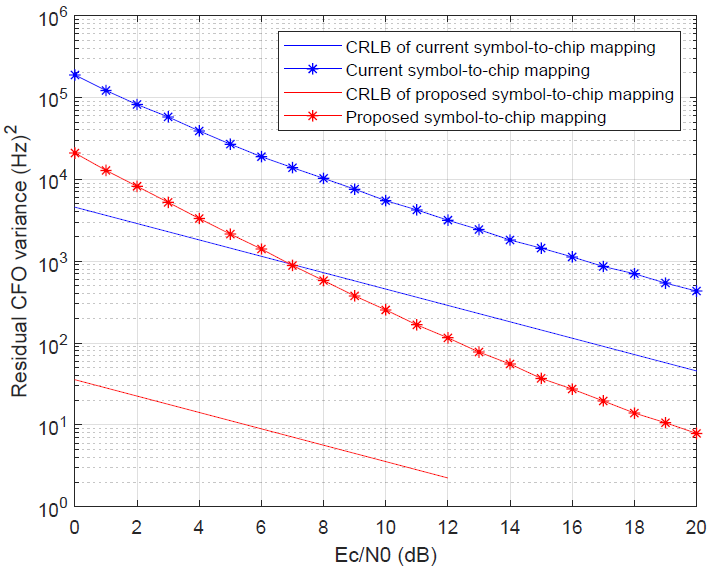 10^6
10^5
10^4
10^3
10^2
10^1
10^0
Residual CFO variance (Hz)^2
CRLB of current symbol-to-chip mapping
Current symbol-to-chip mapping
CRLB of proposed symbol-to-chip mapping
Proposed symbol-to-chip mapping
0 2 4 6 8 10 12 14 16 18 20
Ec/N0 (dB)